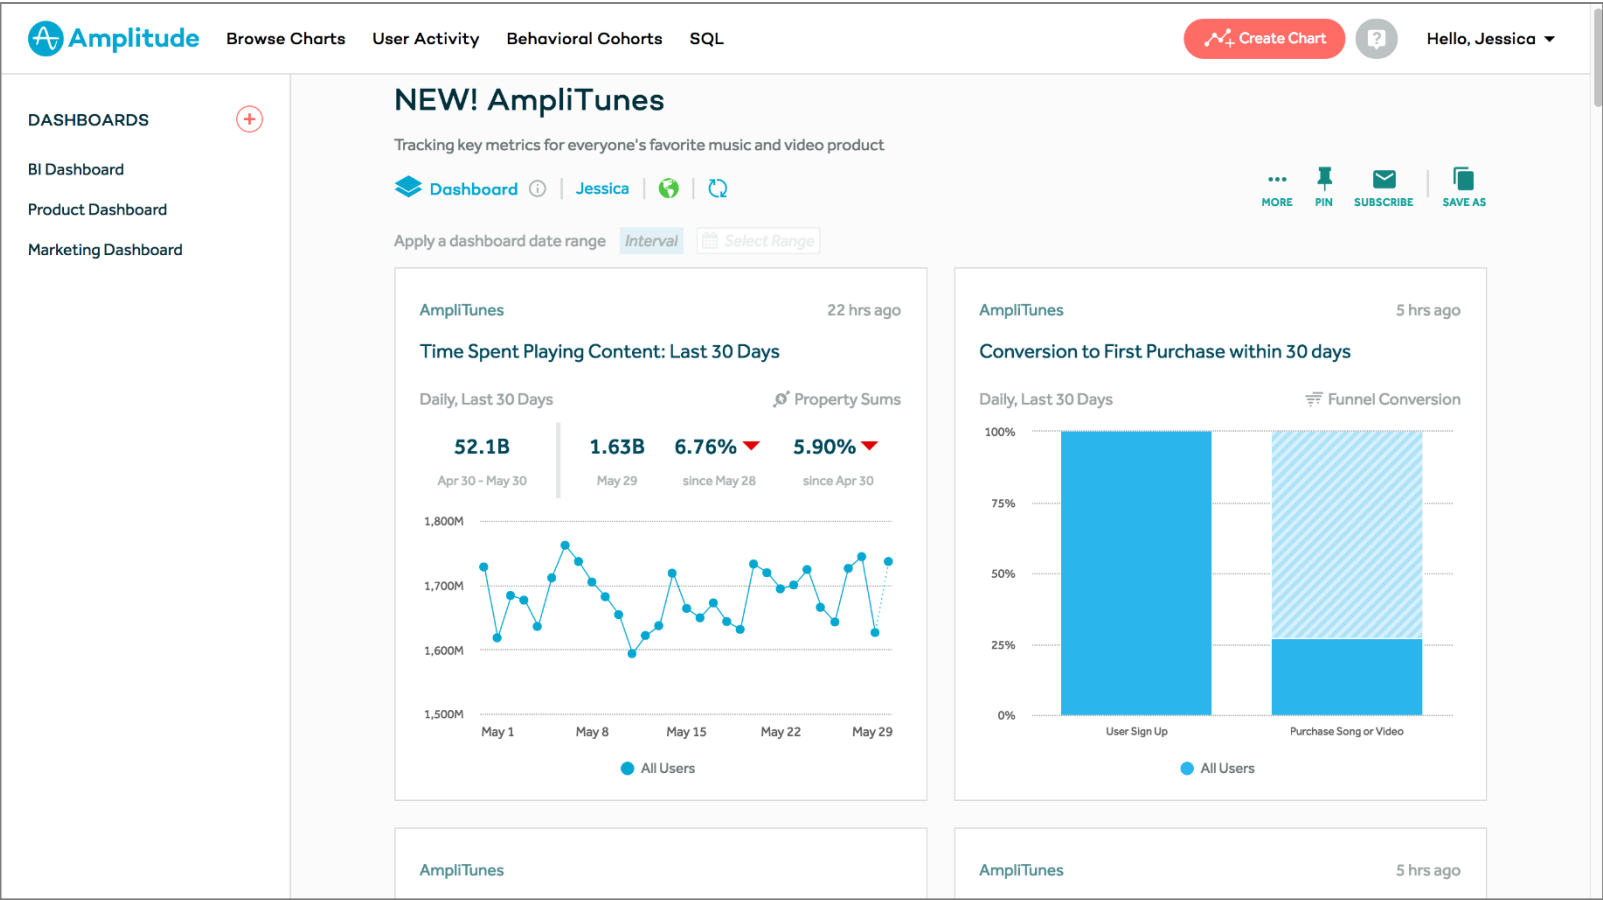 Amplitude Browse Charts User Activity Behavioral Cohorts SQL Create Chart ? Hello, Jessica
DASHBOARDS
BI Dashboard
Product Dashboard
Marketing Dashboard
NEW! AmpliTunes
Tracking key metrics for everyone's favorite music and video product
Dashboard Jessica
MORE PIN SUBSCRIBE SAVE AS
Apply a dashboard date range Interval Select Range
AmpliTunes 22 hrs ago
Time Spent Playing Content: Last 30 Days
Daily, Last 30 Days Property Sums
52.1B 1.63B 6.76% 5.90%
Apr 30 - May 30 May 29 since May 28 since Apr 30
1,800M
1,700M
1,600M
1,500M
May 1 May 8 May 15 May 22 May 29
All Users
AmpliTunes 5 hrs ago
Conversion to First Purchase within 30 days
Daily, Last 30 Days Funnel Conversion
100%
75%
50%
25%
0%
User Sign Up Purchase Song or Video
All Users
AmpliTunes
AmpliTunes 5 hrs ago